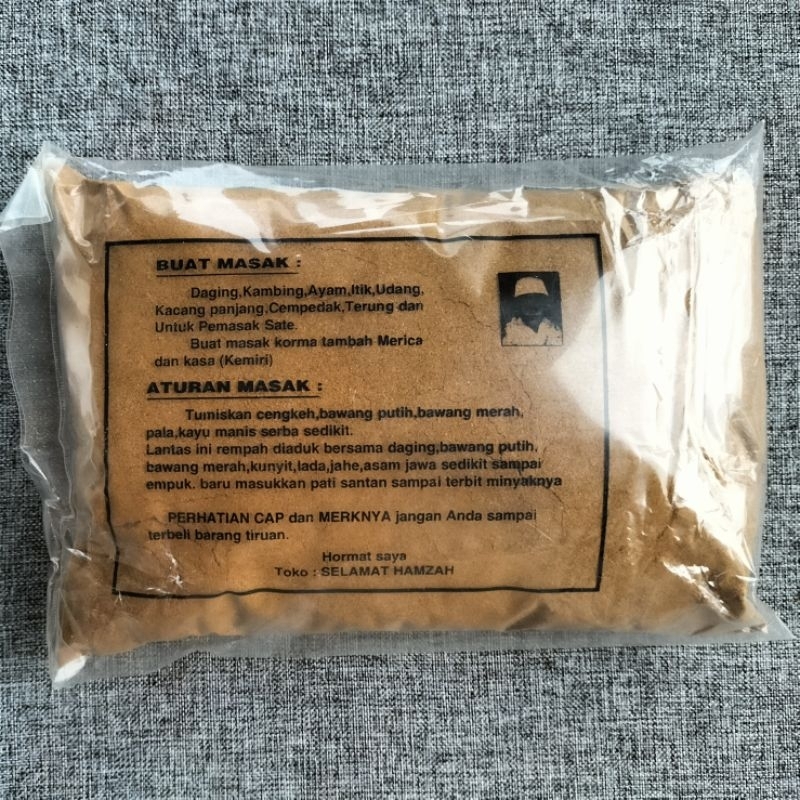 BUAT MASAK :
Daging,Kambing,Ayam,Itik,Udang,
Kacang panjang,Cempedak,Terung dan
Untuk Pemasak Sate.
Buat masak korma tambah Merica
dan kasa (Kemiri)
ATURAN MASAK :
Tumiskan cengkeh,bawang putih,bawang merah,
pala,kayu manis serba sedikit.
Lantas ini rempah diaduk bersama daging,bawang putih,
bawang merah,kunyit,lada,jahe,asam jawa sedikit sampai
empuk. baru masukkan pati santan sampai terbit minyaknya
PERHATIAN CAP dan MERKNYA jangan Anda sampai
terbeli barang tiruan.
Hormat saya
Toko : SELAMAT HAMZAH